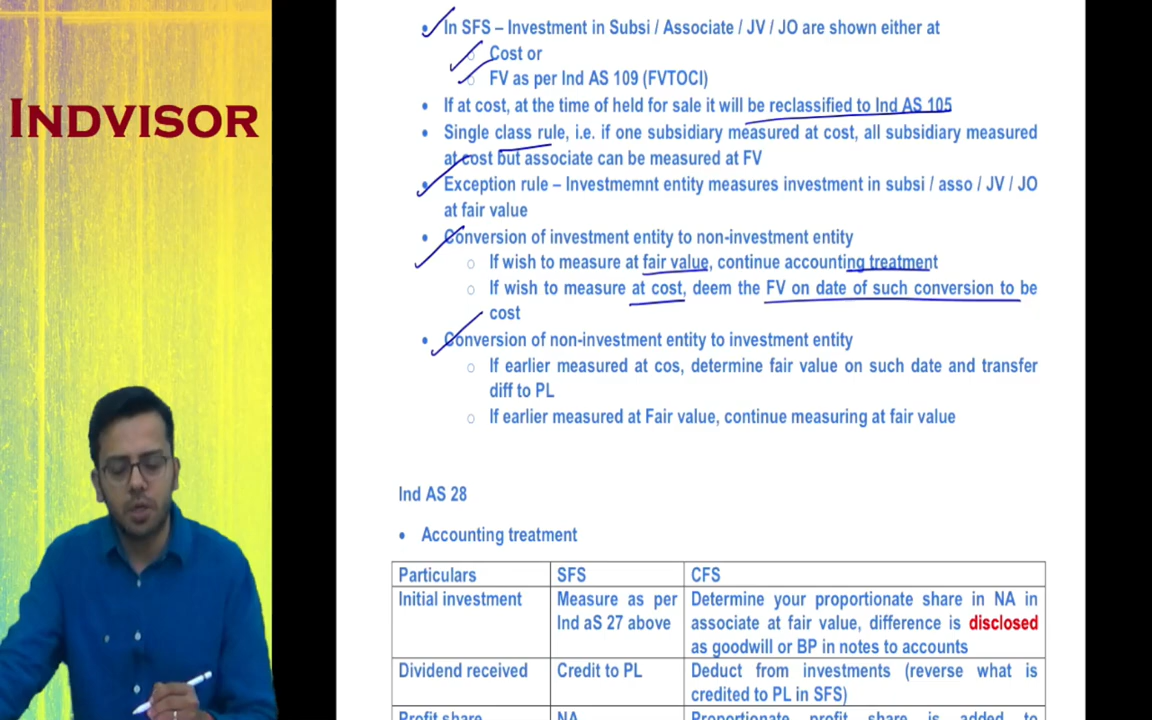 INDVISOR
In SFS – Investment in Subsi / Associate / JV / JO are shown either at
Cost or
FV as per Ind AS 109 (FVTOCI)
If at cost, at the time of held for sale it will be reclassified to Ind AS 105
Single class rule, i.e. if one subsidiary measured at cost, all subsidiary measured
at cost but associate can be measured at FV
Exception rule – Investmemnt entity measures investment in subsi / asso / JV / JO
at fair value
Conversion of investment entity to non-investment entity
If wish to measure at fair value, continue accounting treatment
If wish to measure at cost, deem the FV on date of such conversion to be
cost
Conversion of non-investment entity to investment entity
If earlier measured at cos, determine fair value on such date and transfer
diff to PL
If earlier measured at Fair value, continue measuring at fair value
Ind AS 28
Accounting treatment
Particulars SFS CFS
Initial investment Measure as per Determine your proportionate share in NA in
Ind aS 27 above associate at fair value, difference is disclosed
as goodwill or BP in notes to accounts
Dividend received Credit to PL Deduct from investments (reverse what is
credited to PL in SFS)
Profit share NA Proportionate profit share is added to